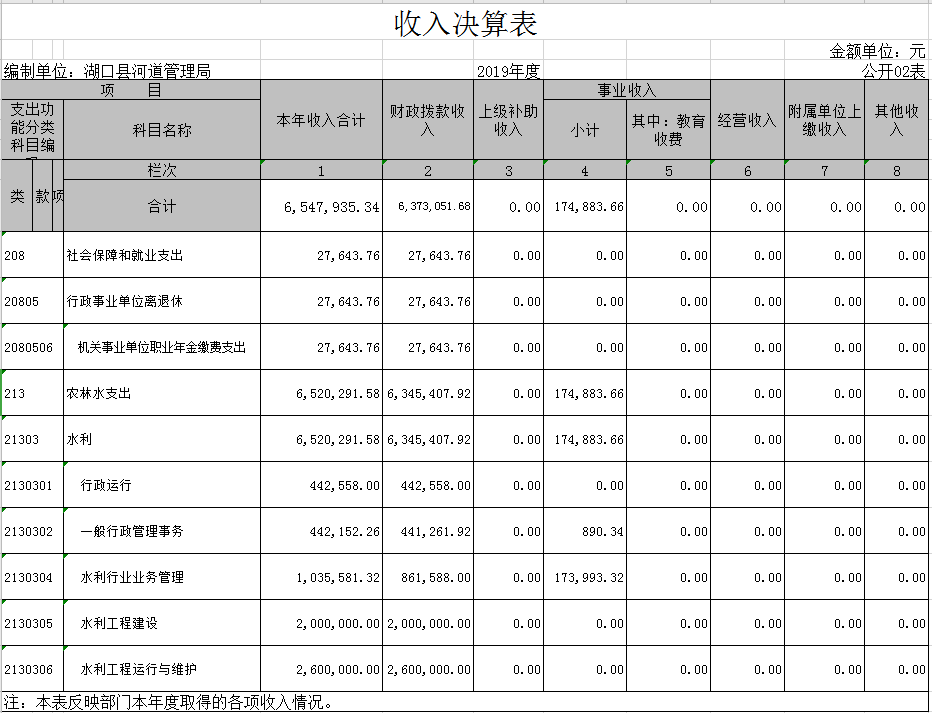 收入决算表
金额单位：元
编制单位：湖口县河道管理局 2019年度 公开02表
项 目 本年收入合计 财政拨款收入 上级补助收入 事业收入 经营收入 附属单位上缴收入 其他收入
支出功能分类科目编 科目名称 小计 其中：教育收费
类 款 项 栏次 1 2 3 4 5 6 7 8
合计 6,547,935.34 6,373,051.68 0.00 174,883.66 0.00 0.00 0.00 0.00
208 社会保障和就业支出 27,643.76 27,643.76 0.00 0.00 0.00 0.00 0.00 0.00
20805 行政事业单位离退休 27,643.76 27,643.76 0.00 0.00 0.00 0.00 0.00 0.00
2080506 机关事业单位职业年金缴费支出 27,643.76 27,643.76 0.00 0.00 0.00 0.00 0.00 0.00
213 农林水支出 6,520,291.58 6,345,407.92 0.00 174,883.66 0.00 0.00 0.00 0.00
21303 水利 6,520,291.58 6,345,407.92 0.00 174,883.66 0.00 0.00 0.00 0.00
2130301 行政运行 442,558.00 442,558.00 0.00 0.00 0.00 0.00 0.00 0.00
2130302 一般行政管理事务 442,152.26 441,261.92 0.00 890.34 0.00 0.00 0.00 0.00
2130304 水利行业业务管理 1,035,581.32 861,588.00 0.00 173,993.32 0.00 0.00 0.00 0.00
2130305 水利工程建设 2,000,000.00 2,000,000.00 0.00 0.00 0.00 0.00 0.00 0.00
2130306 水利工程运行与维护 2,600,000.00 2,600,000.00 0.00 0.00 0.00 0.00 0.00 0.00
注：本表反映部门本年度取得的各项收入情况。